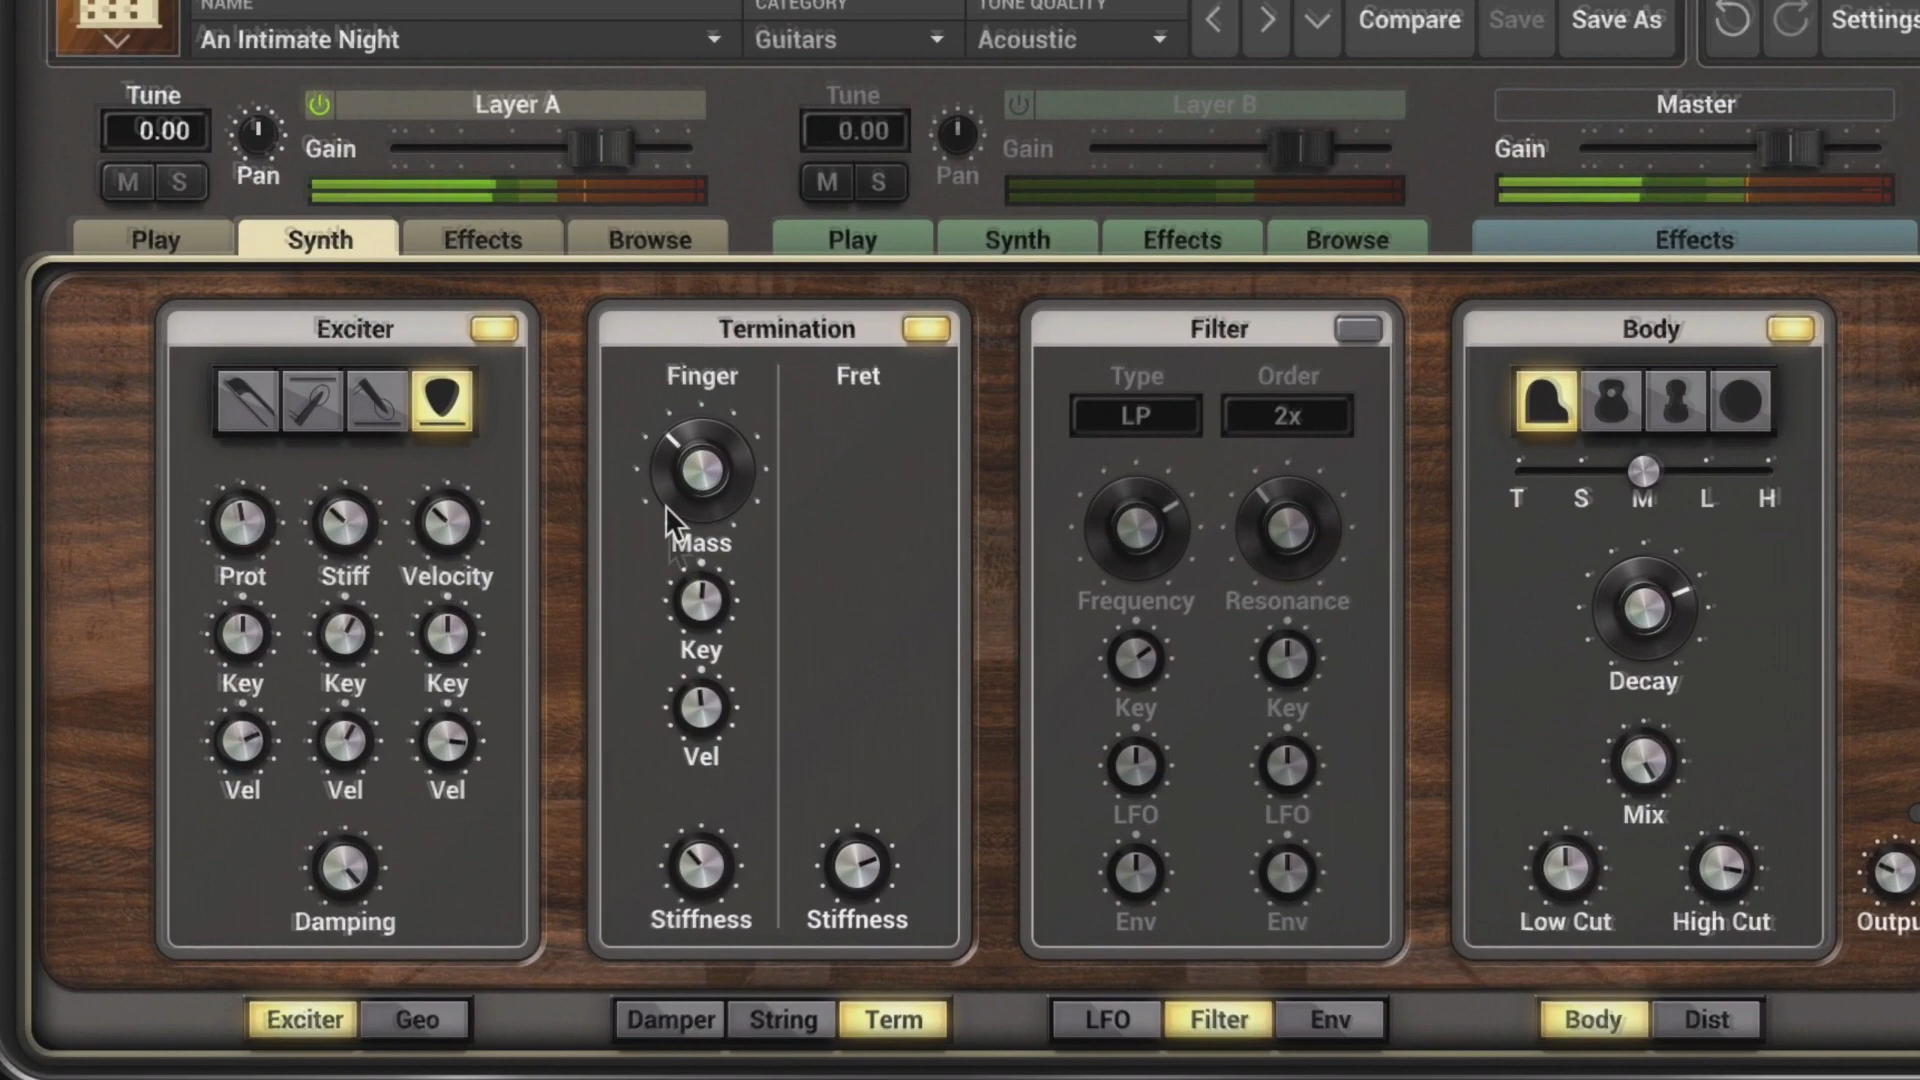 NAME
CATEGORY
TONE QUALITY
An Intimate Night
Guitars
Acoustic
Compare
Save
Save As
Settings
Tune
0.00
M
S
Pan
Layer A
Gain
Tune
0.00
M
S
Pan
Layer B
Gain
Master
Gain
Play
Synth
Effects
Browse
Play
Synth
Effects
Browse
Effects
Exciter
Prot
Stiff
Velocity
Key
Key
Key
Vel
Vel
Vel
Damping
Termination
Finger
Fret
Mass
Key
Vel
Stiffness
Stiffness
Filter
Type
Order
LP
2x
Frequency
Resonance
Key
Key
LFO
LFO
Env
Env
Body
T
S
M
L
H
Decay
Mix
Low Cut
High Cut
Outpu
Exciter
Geo
Damper
String
Term
LFO
Filter
Env
Body
Dist